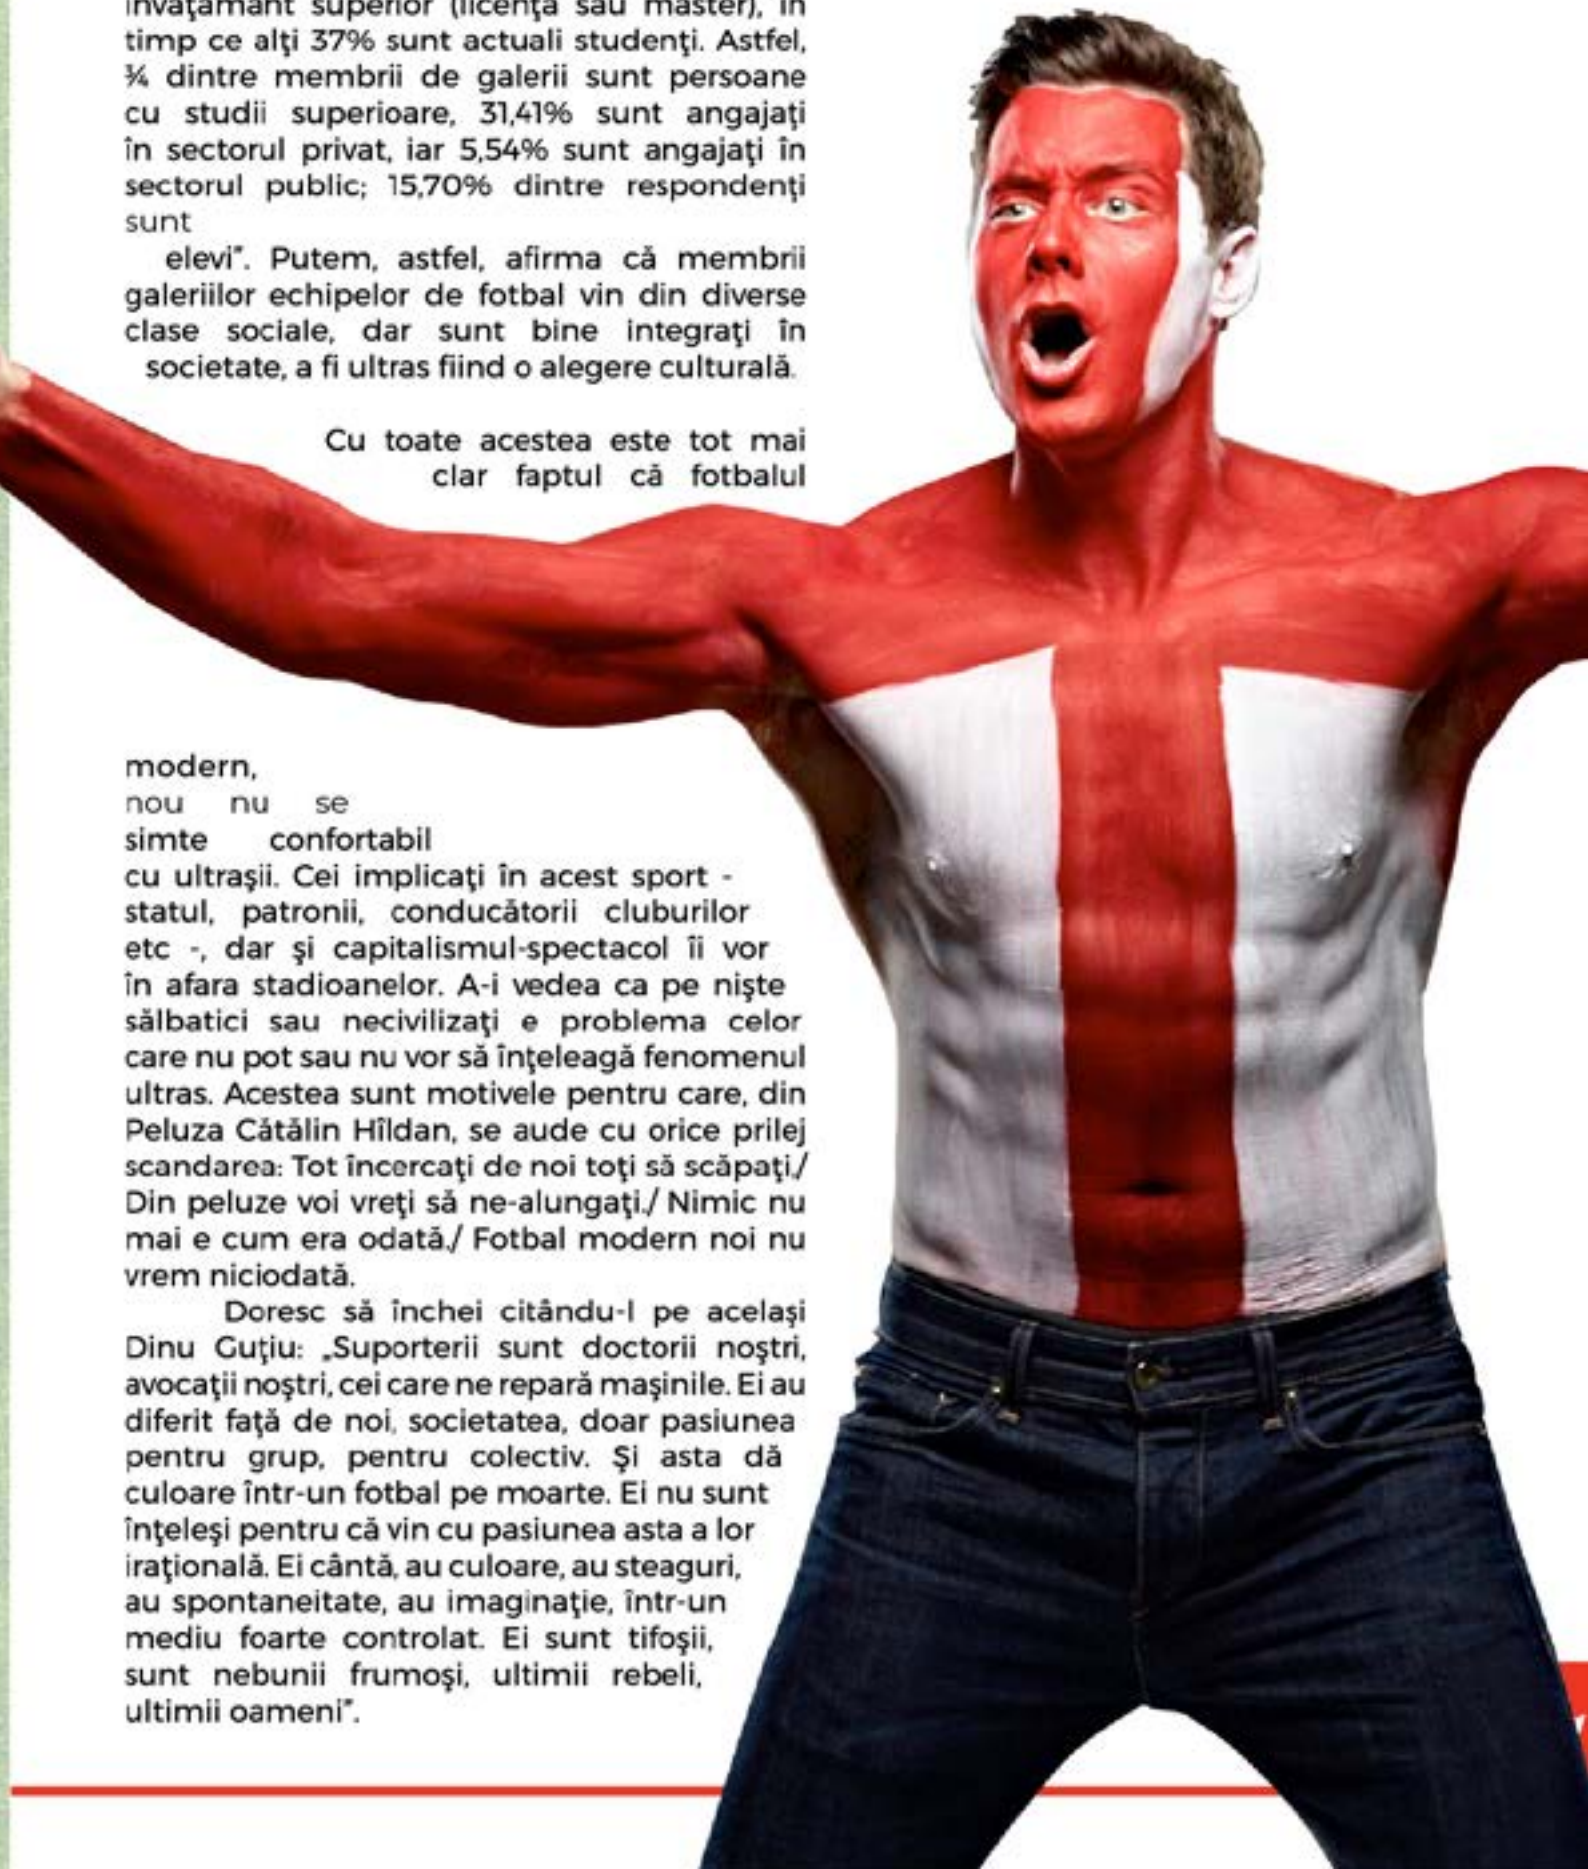 învăţământ superior (licenţă sau master), în
timp ce alţi 37% sunt actuali studenţi. Astfel,
¾ dintre membrii de galerii sunt persoane
cu studii superioare, 31,41% sunt angajaţi
în sectorul privat, iar 5,54% sunt angajaţi în
sectorul public; 15,70% dintre respondenţi
sunt
elevi”. Putem, astfel, afirma că membrii
galeriilor echipelor de fotbal vin din diverse
clase sociale, dar sunt bine integraţi în
societate, a fi ultras fiind o alegere culturală.
Cu toate acestea este tot mai
clar faptul că fotbalul
modern,
nou nu se
simte confortabil
cu ultraşii. Cei implicaţi în acest sport -
statul, patronii, conducătorii cluburilor
etc -, dar şi capitalismul-spectacol îi vor
în afara stadioanelor. A-i vedea ca pe nişte
sălbatici sau necivilizaţi e problema celor
care nu pot sau nu vor să înţeleagă fenomenul
ultras. Acestea sunt motivele pentru care, din
Peluza Cătălin Hîldan, se aude cu orice prilej
scandarea: Tot încercaţi de noi toţi să scăpaţi./
Din peluze voi vreţi să ne-alungaţi./ Nimic nu
mai e cum era odată./ Fotbal modern noi nu
vrem niciodată.
Doresc să închei citându-l pe acelaşi
Dinu Guţiu: „Suporterii sunt doctorii noştri,
avocaţii noştri, cei care ne repară maşinile. Ei au
diferit faţă de noi, societatea, doar pasiunea
pentru grup, pentru colectiv. Şi asta dă
culoare într-un fotbal pe moarte. Ei nu sunt
înţeleşi pentru că vin cu pasiunea asta a lor
iraţională. Ei cântă, au culoare, au steaguri,
au spontaneitate, au imaginaţie, într-un
mediu foarte controlat. Ei sunt tifoşii,
sunt nebunii frumoşi, ultimii rebeli,
ultimii oameni”.